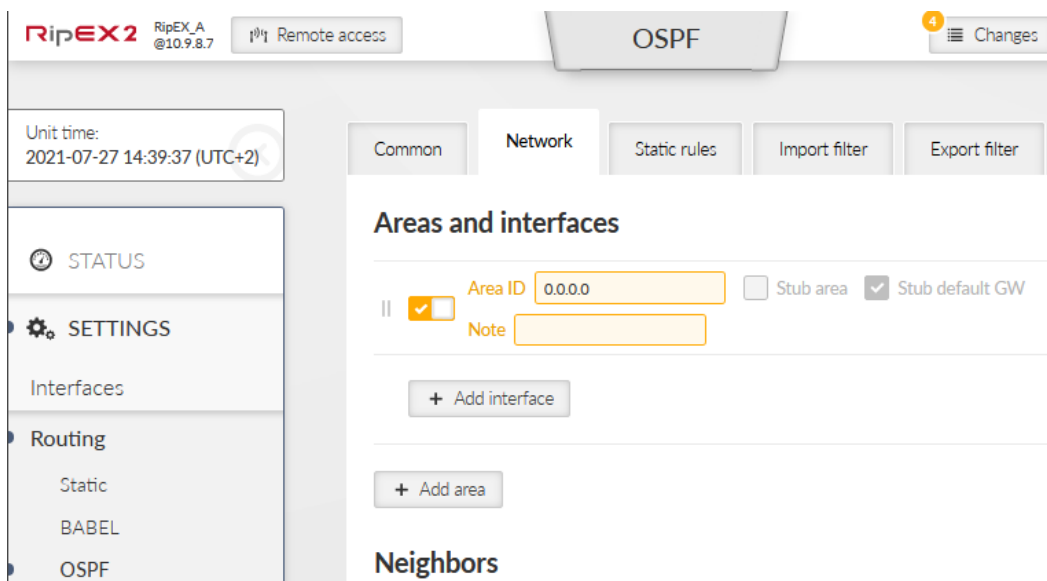 RipEX2
RipEX_A
@10.9.8.7
Remote access
OSPF
4
Changes
Unit time:
2021-07-27 14:39:37 (UTC+2)
Common
Network
Static rules
Import filter
Export filter
Areas and interfaces
STATUS
Area ID 0.0.0.0 Stub area Stub default GW
Note
SETTINGS
Interfaces
+ Add interface
Routing
Static
+ Add area
BABEL
OSPF
Neighbors